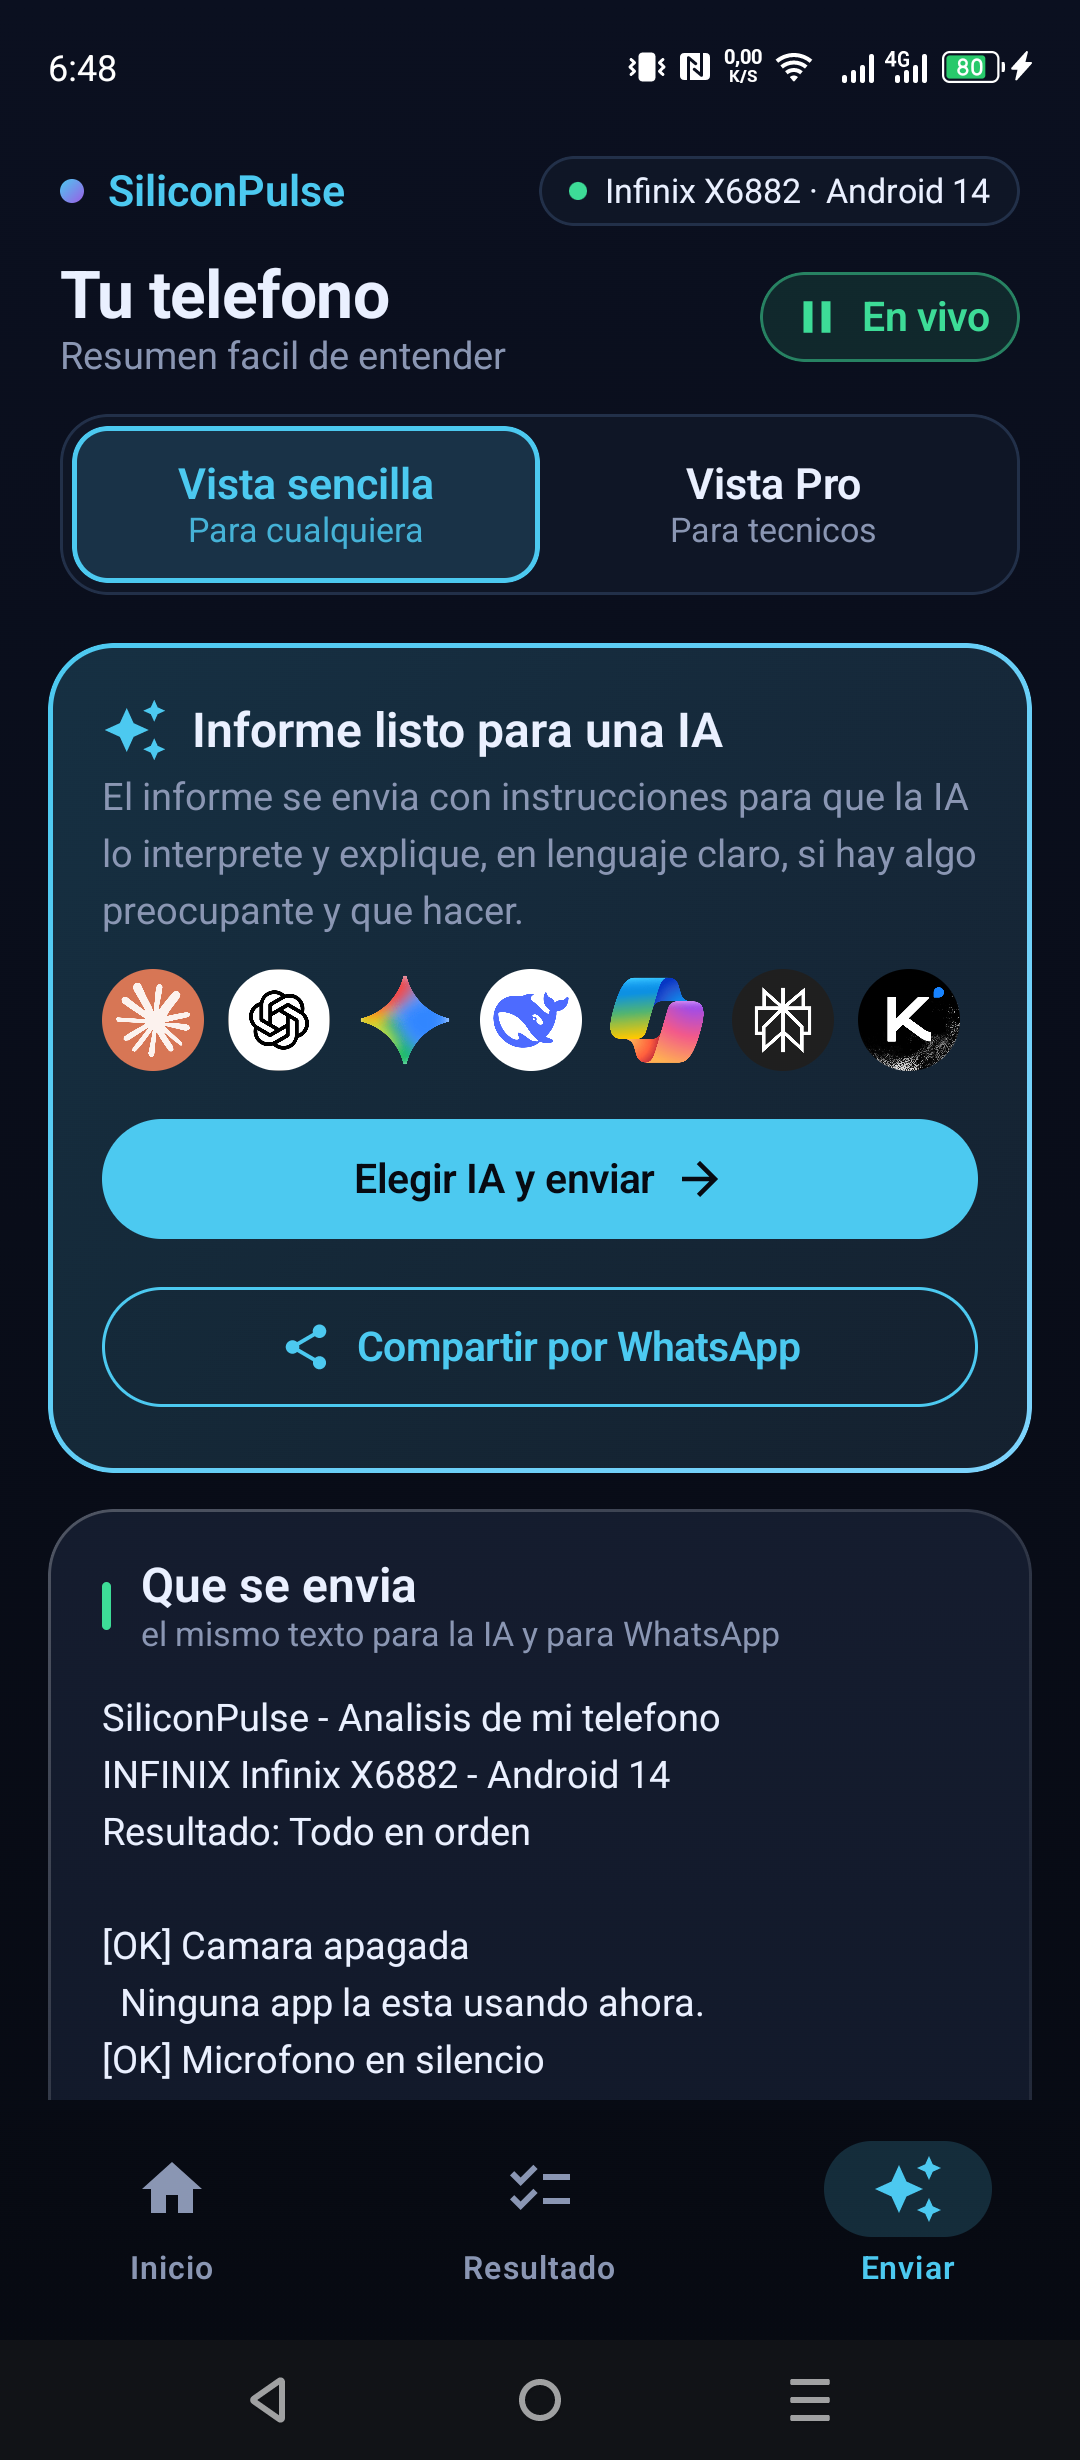 6:48
0,00
K/S
4G
80
SiliconPulse
Infinix X6882 · Android 14
Tu telefono
Resumen facil de entender
En vivo
Vista sencilla
Para cualquiera
Vista Pro
Para tecnicos
Informe listo para una IA
El informe se envia con instrucciones para que la IA
lo interprete y explique, en lenguaje claro, si hay algo
preocupante y que hacer.
K
Elegir IA y enviar
Compartir por WhatsApp
Que se envia
el mismo texto para la IA y para WhatsApp
SiliconPulse - Analisis de mi telefono
INFINIX Infinix X6882 - Android 14
Resultado: Todo en orden
[OK] Camara apagada
Ninguna app la esta usando ahora.
[OK] Microfono en silencio
Inicio
Resultado
Enviar